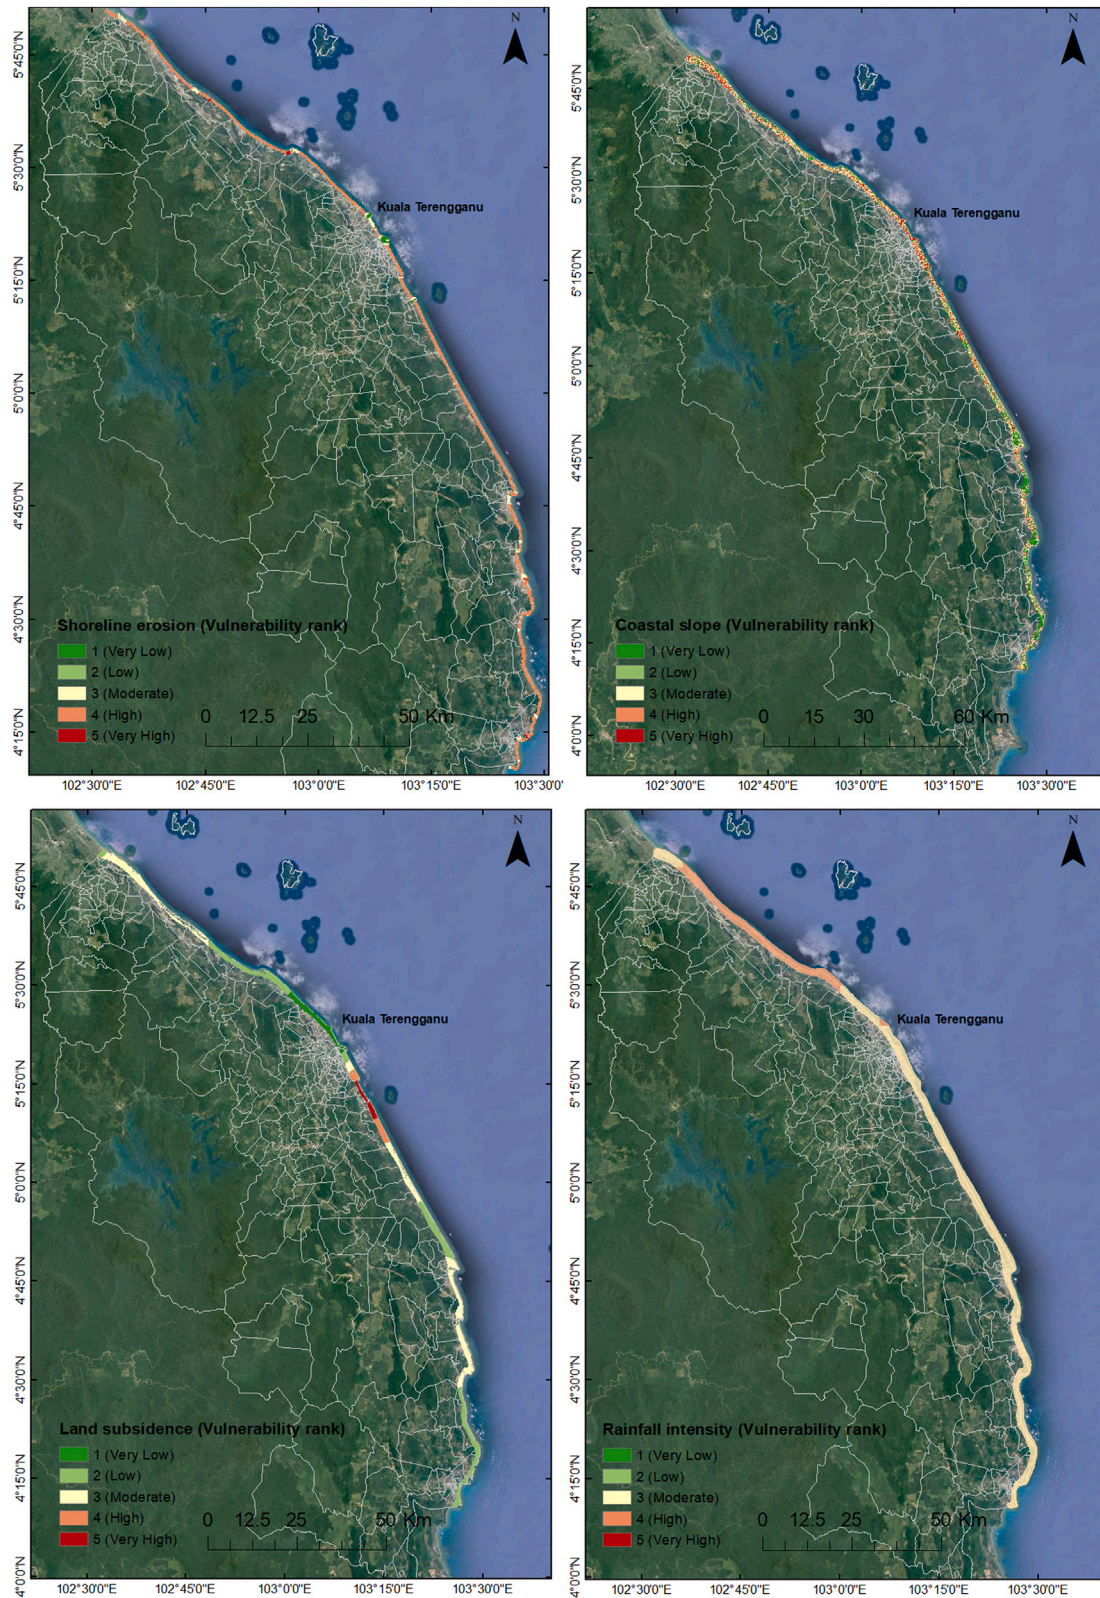 N
5°45'0"N
5°30'0"N
5°15'0"N
5°0'0"N
4°45'0"N
4°30'0"N
4°15'0"N
Kuala Terengganu
Shoreline erosion (Vulnerability rank)
1 (Very Low)
2 (Low)
3 (Moderate)
4 (High)
5 (Very High)
0 12.5 25 50 Km
102°30'0"E 102°45'0"E 103°0'0"E 103°15'0"E 103°30'0"
N
5°45'0"N
5°30'0"N
5°15'0"N
5°0'0"N
4°45'0"N
4°30'0"N
4°15'0"N
4°0'0"N
Kuala Terengganu
Coastal slope (Vulnerability rank)
1 (Very Low)
2 (Low)
3 (Moderate)
4 (High)
5 (Very High)
0 15 30 60 Km
102°30'0"E 102°45'0"E 103°0'0"E 103°15'0"E 103°30'0"E
N
5°45'0"N
5°30'0"N
5°15'0"N
5°0'0"N
4°45'0"N
4°30'0"N
4°15'0"N
4°0'0"N
Kuala Terengganu
Land subsidence (Vulnerability rank)
1 (Very Low)
2 (Low)
3 (Moderate)
4 (High)
5 (Very High)
0 12.5 25 50 Km
102°30'0"E 102°45'0"E 103°0'0"E 103°15'0"E 103°30'0"E
N
5°45'0"N
5°30'0"N
5°15'0"N
5°0'0"N
4°45'0"N
4°30'0"N
4°15'0"N
4°0'0"N
Kuala Terengganu
Rainfall intensity (Vulnerability rank)
1 (Very Low)
2 (Low)
3 (Moderate)
4 (High)
5 (Very High)
0 12.5 25 50 Km
102°30'0"E 102°45'0"E 103°0'0"E 103°15'0"E 103°30'0"E